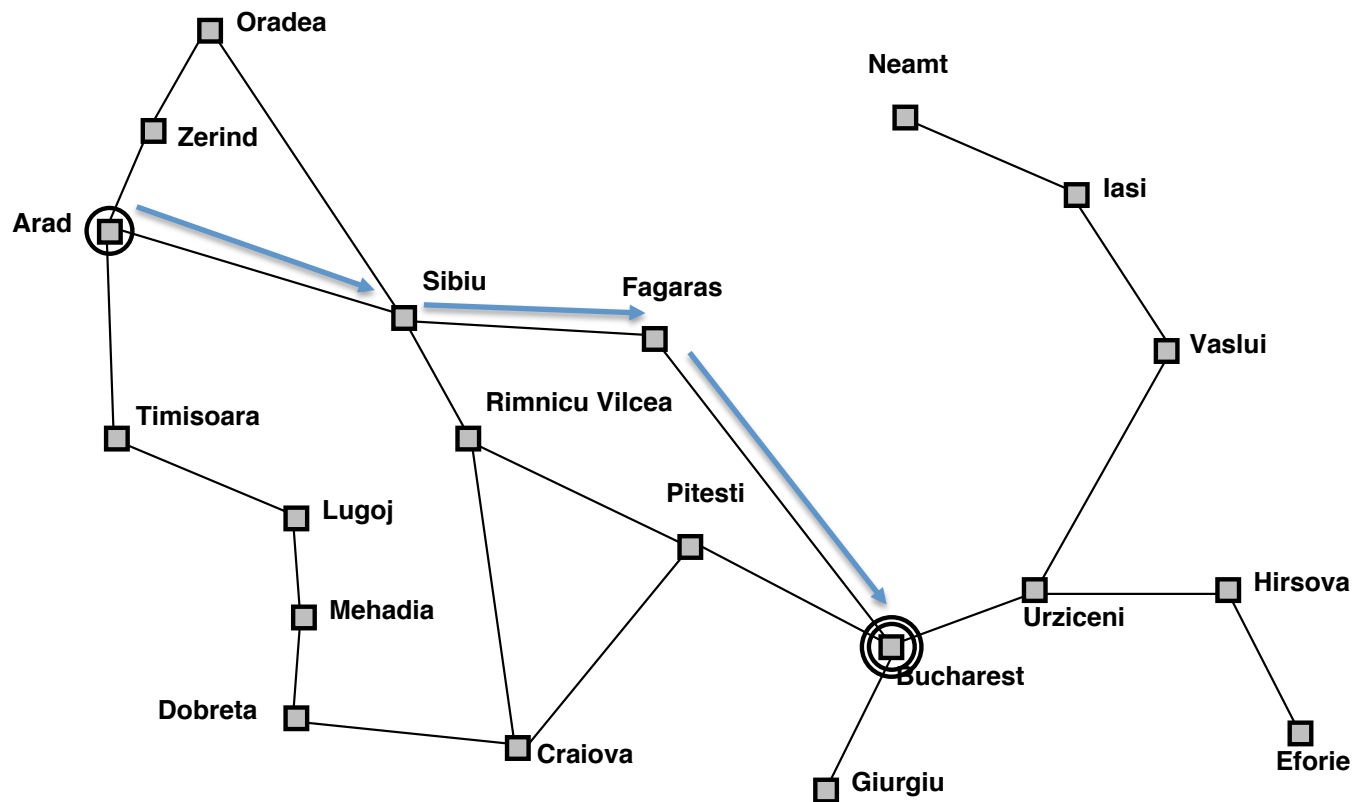 Oradea
Neamt
Zerind
Iasi
Arad
Sibiu
Fagaras
Vaslui
Rimnicu Vilcea
Timisoara
Pitesti
Lugoj
Hirsova
Mehadia
Urziceni
Bucharest
Dobreta
Craiova
Eforie
Giurgiu